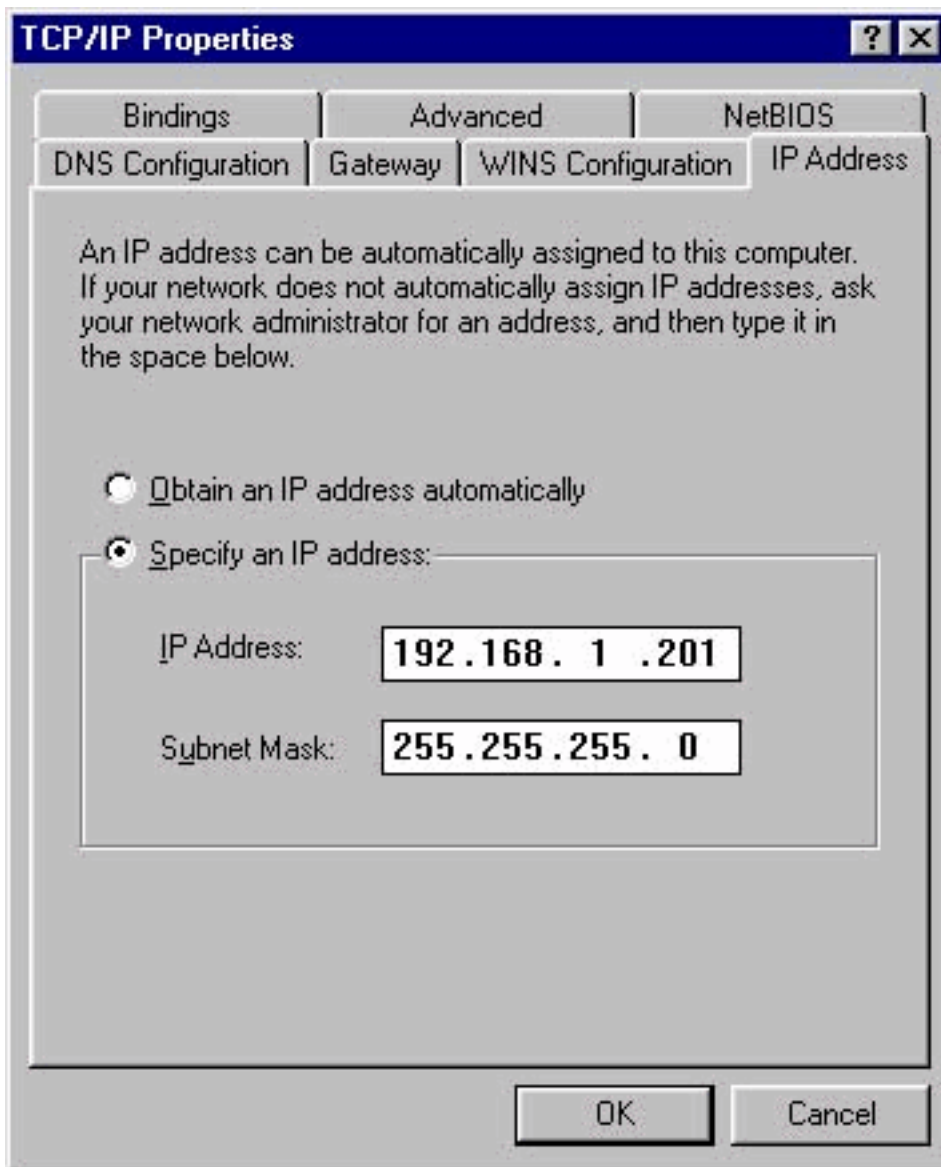 TCP/IP Properties
Bindings Advanced NetBIOS
DNS Configuration Gateway WINS Configuration IP Address
An IP address can be automatically assigned to this computer.
If your network does not automatically assign IP addresses, ask
your network administrator for an address, and then type it in
the space below.
Obtain an IP address automatically
Specify an IP address:
IP Address: 192.168. 1 .201
Subnet Mask: 255.255.255. 0
OK Cancel